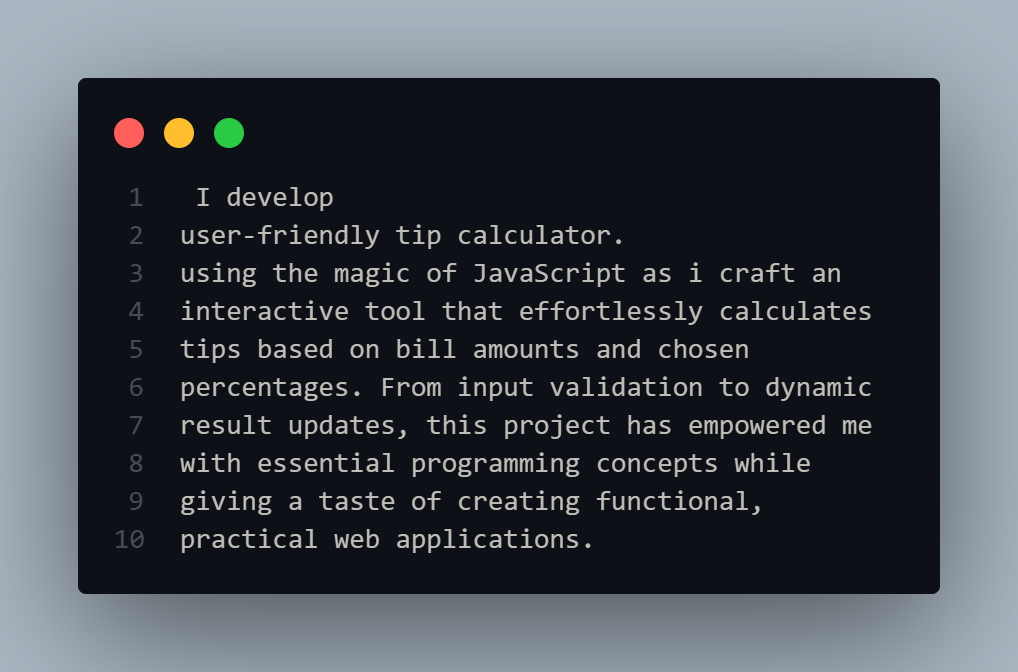 1 I develop
2 user-friendly tip calculator.
3 using the magic of JavaScript as i craft an
4 interactive tool that effortlessly calculates
5 tips based on bill amounts and chosen
6 percentages. From input validation to dynamic
7 result updates, this project has empowered me
8 with essential programming concepts while
9 giving a taste of creating functional,
10 practical web applications.